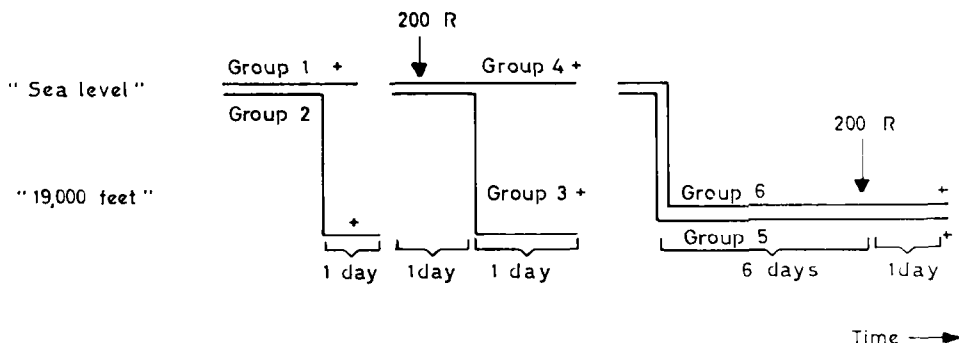 200 R
Group 1 +
Group 4 +
" Sea level "
Group 2
200 R
" 19,000 feet "
Group 3 +
Group 6
+
+
Group 5
+
1 day
1day
1 day
6 days
1day
Time